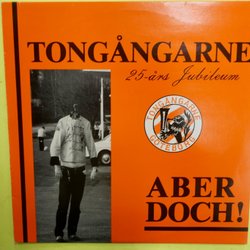 TONGÅNGARNE
25-års Jubileum
TONGÅNGARNE
GÖTEBORG
ABER
DOCH!